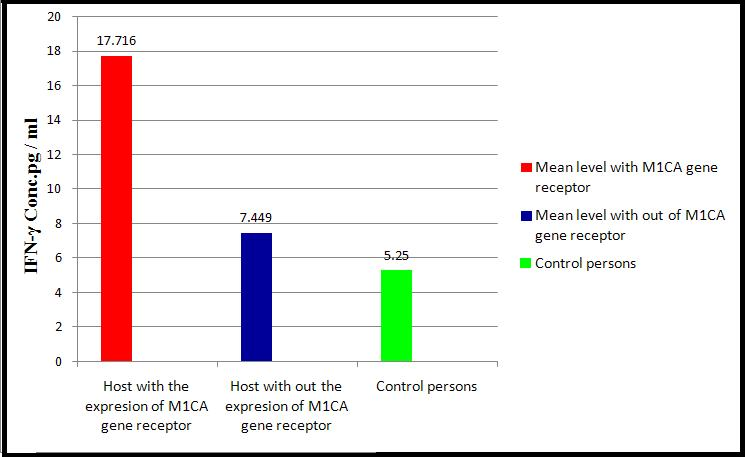 IFN-γ Conc.pg / ml
20
18
16
14
12
10
8
6
4
2
0
17.716
7.449
5.25
Host with the
expresion of M1CA
gene receptor
Host with out the
expresion of M1CA
gene receptor
Control persons
Mean level with M1CA gene
receptor
Mean level with out of M1CA
gene receptor
Control persons